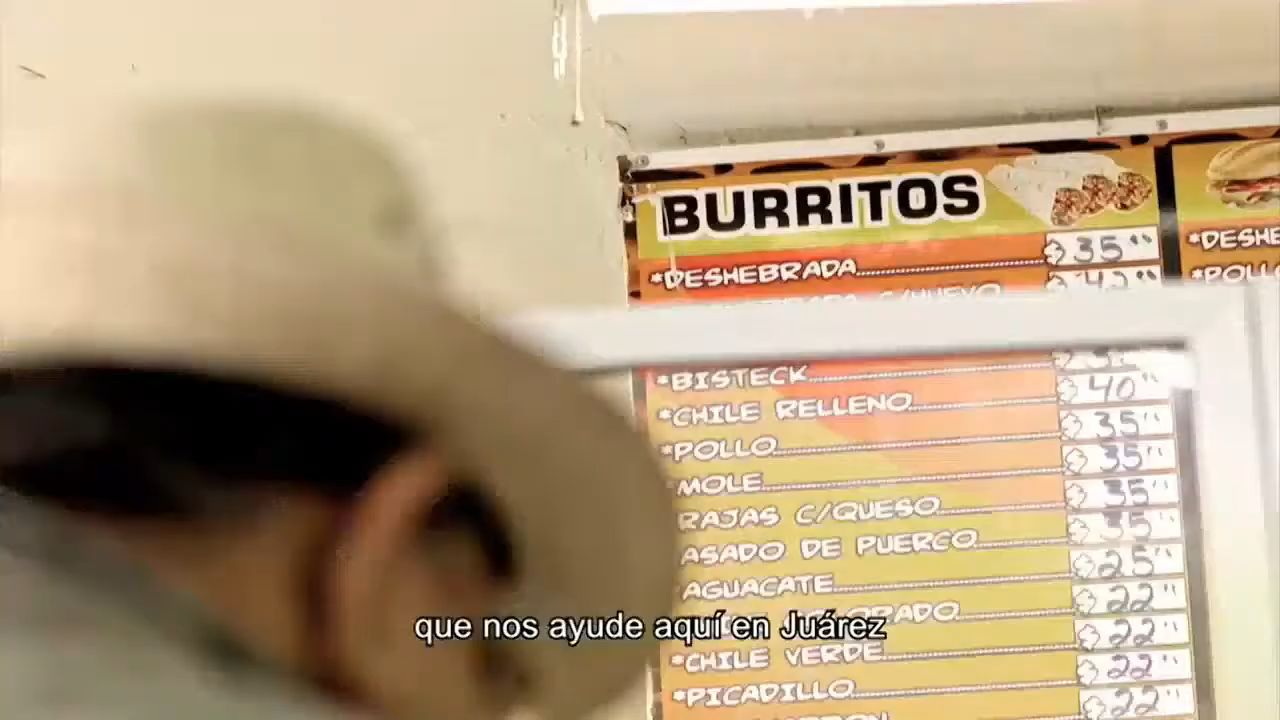 BURRITOS
*DESHEBRADA $35
*DESHE
*POLLO
*BISTECK
$40
*CHILE RELLENO
$35
*POLLO
$35
MOLE
$35
RAJAS C/QUESO
$35
ASADO DE PUERCO
$25
AGUACATE
$22
que nos ayude aquí en Juárez
$22
*CHILE VERDE
$22
*PICADILLO
$22